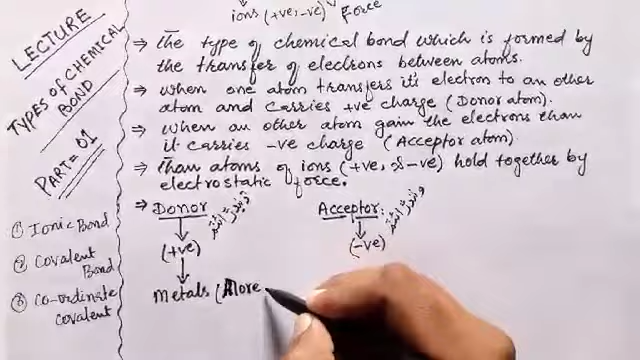 LECTURE
TYPES OF CHEMICAL
BOND
PART= 01
① Ionic Bond
② Covalent
Bond
③ Co-ordinate
covalent
ions (+ve, -ve) Force
⇒ The type of chemical bond which is formed by
the transfer of electrons between atoms.
⇒ when one atom transfers it's electron to an other
atom and carries +ve charge (Donor atom).
⇒ when an other atom gain the electrons than
it carries -ve charge (Acceptor atom).
⇒ Than atoms of ions (+ve, & -ve) hold together by
electrostatic force.
⇒ Donor Acceptor:
(+ve) (-ve)
Metals (More